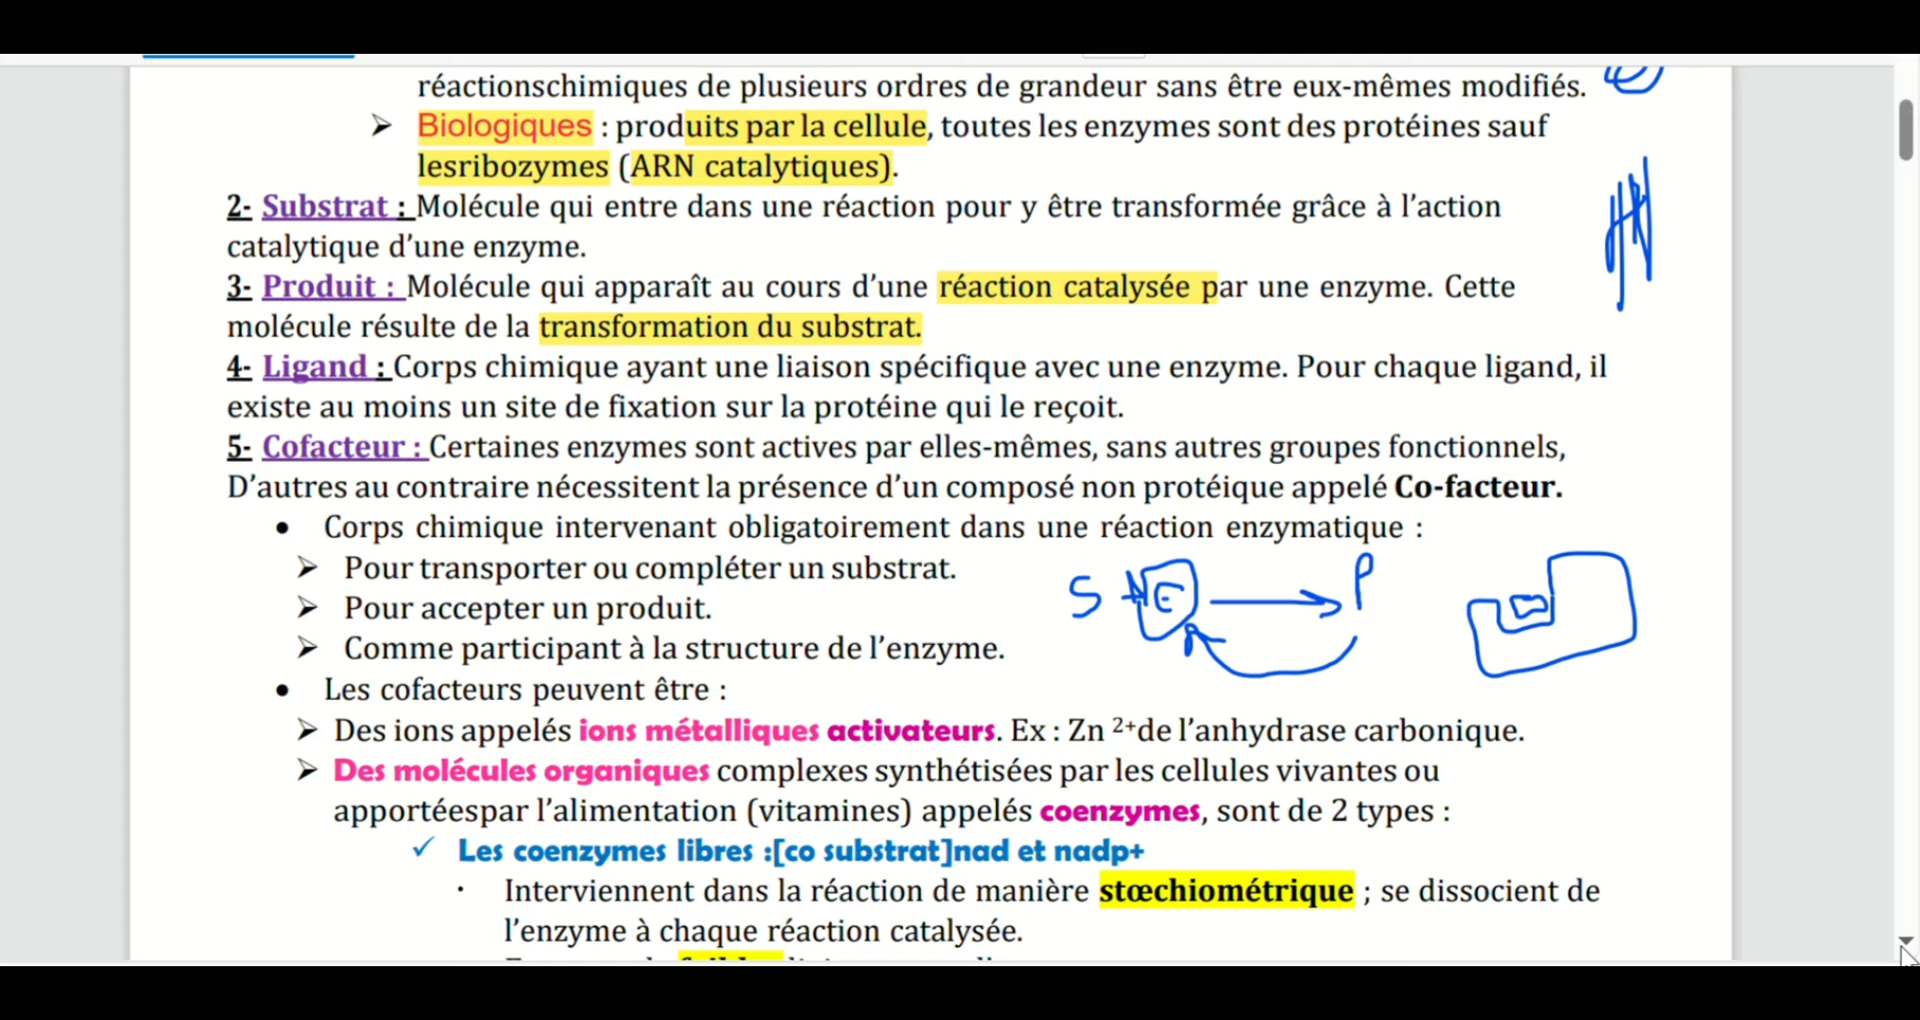 réactionschimiques de plusieurs ordres de grandeur sans être eux-mêmes modifiés.
➢ Biologiques : produits par la cellule, toutes les enzymes sont des protéines sauf
lesribozymes (ARN catalytiques).
2- Substrat : Molécule qui entre dans une réaction pour y être transformée grâce à l’action
catalytique d’une enzyme.
3- Produit : Molécule qui apparaît au cours d’une réaction catalysée par une enzyme. Cette
molécule résulte de la transformation du substrat.
4- Ligand : Corps chimique ayant une liaison spécifique avec une enzyme. Pour chaque ligand, il
existe au moins un site de fixation sur la protéine qui le reçoit.
5- Cofacteur : Certaines enzymes sont actives par elles-mêmes, sans autres groupes fonctionnels,
D’autres au contraire nécessitent la présence d’un composé non protéique appelé Co-facteur.
• Corps chimique intervenant obligatoirement dans une réaction enzymatique :
➢ Pour transporter ou compléter un substrat.
S E P
➢ Pour accepter un produit.
➢ Comme participant à la structure de l’enzyme.
• Les cofacteurs peuvent être :
➢ Des ions appelés ions métalliques activateurs. Ex : Zn ²⁺de l’anhydrase carbonique.
➢ Des molécules organiques complexes synthétisées par les cellules vivantes ou
apportéespar l’alimentation (vitamines) appelés coenzymes, sont de 2 types :
✓ Les coenzymes libres :[co substrat]nad et nadp+
· Interviennent dans la réaction de manière stœchiométrique ; se dissocient de
l’enzyme à chaque réaction catalysée.